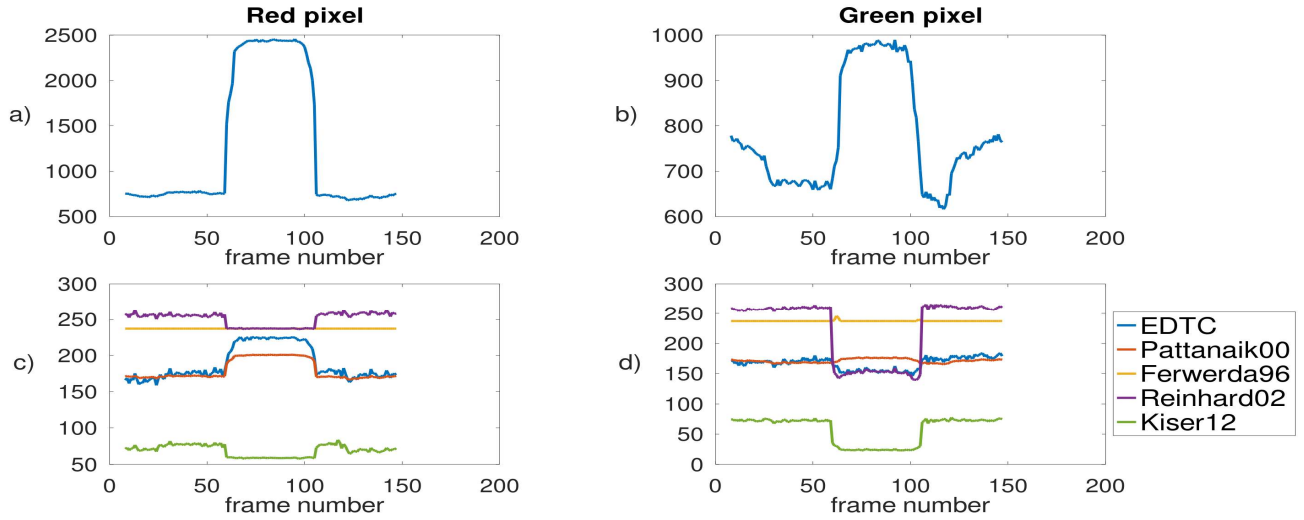 Red pixel
Green pixel
a)
2500
2000
1500
1000
500
0 50 100 150 200
frame number
b)
1000
900
800
700
600
0 50 100 150 200
frame number
c)
300
250
200
150
100
50
0 50 100 150 200
frame number
d)
300
250
200
150
100
50
0
0 50 100 150 200
frame number
EDTC
Pattanaik00
Ferwerda96
Reinhard02
Kiser12